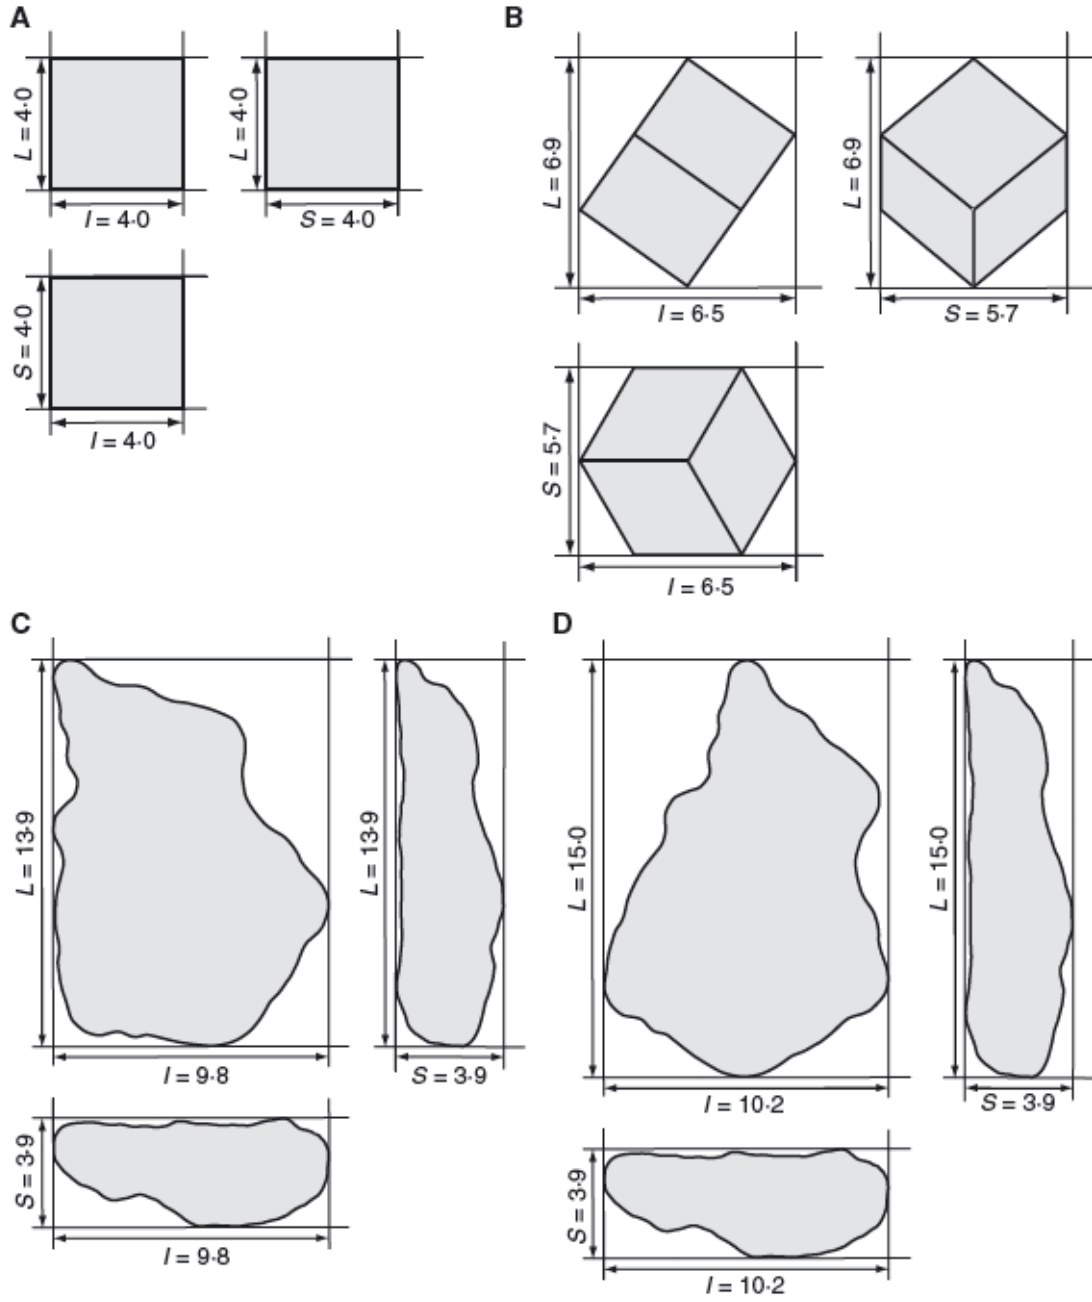 A
L = 4·0
I = 4·0
L = 4·0
S = 4·0
S = 4·0
I = 4·0
B
L = 6·9
I = 6·5
L = 6·9
S = 5·7
S = 5·7
I = 6·5
C
L = 13·9
I = 9·8
L = 13·9
S = 3·9
S = 3·9
I = 9·8
D
L = 15·0
I = 10·2
L = 15·0
S = 3·9
S = 3·9
I = 10·2